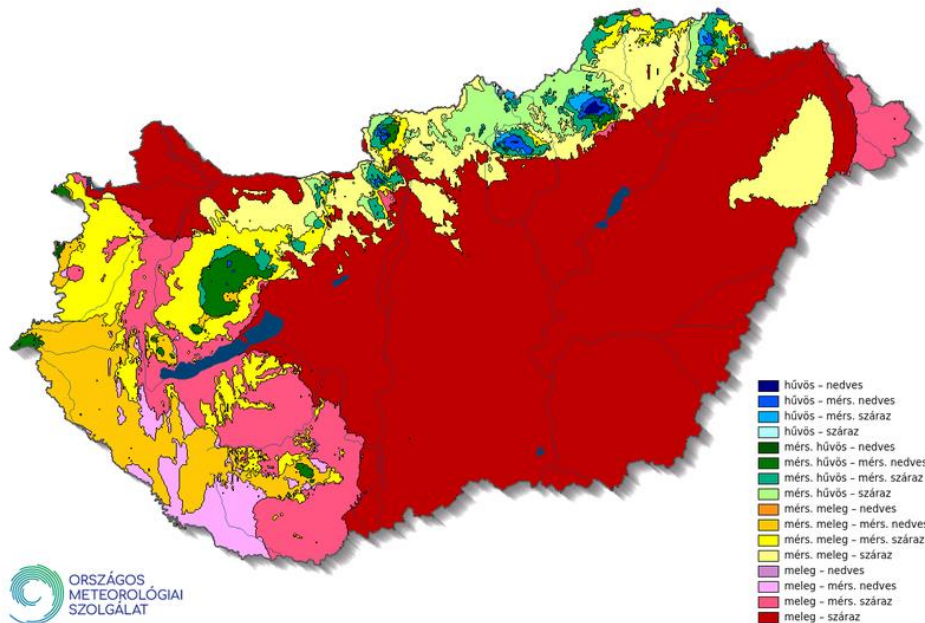 hűvös – nedves
hűvös – mérs. nedves
hűvös – mérs. száraz
hűvös – száraz
mérs. hűvös – nedves
mérs. hűvös – mérs. nedves
mérs. hűvös – mérs. száraz
mérs. hűvös – száraz
mérs. meleg – nedves
mérs. meleg – mérs. nedves
mérs. meleg – mérs. száraz
mérs. meleg – száraz
meleg – nedves
meleg – mérs. nedves
meleg – mérs. száraz
meleg – száraz
ORSZÁGOS
METEOROLÓGIAI
SZOLGÁLAT